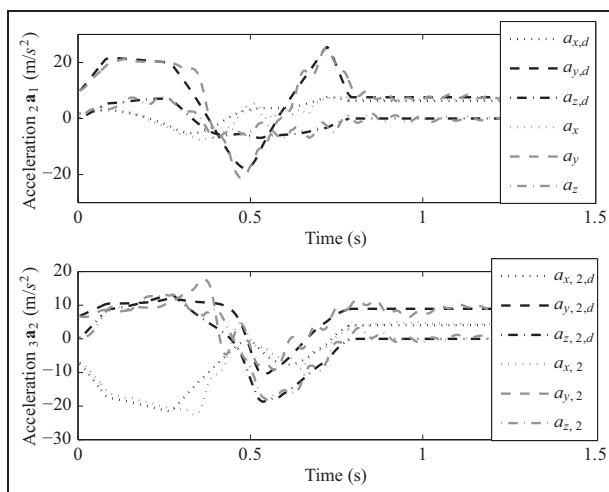 Acceleration ₂a₁ (m/s²)
20
0
−20
0
0.5
1
1.5
Time (s)
a_{x,d}
a_{y,d}
a_{z,d}
a_x
a_y
a_z
Acceleration ₃a₂ (m/s²)
20
10
0
−10
−20
−30
0
0.5
1
1.5
Time (s)
a_{x, 2,d}
a_{y, 2,d}
a_{z, 2,d}
a_{x, 2}
a_{y, 2}
a_{z, 2}